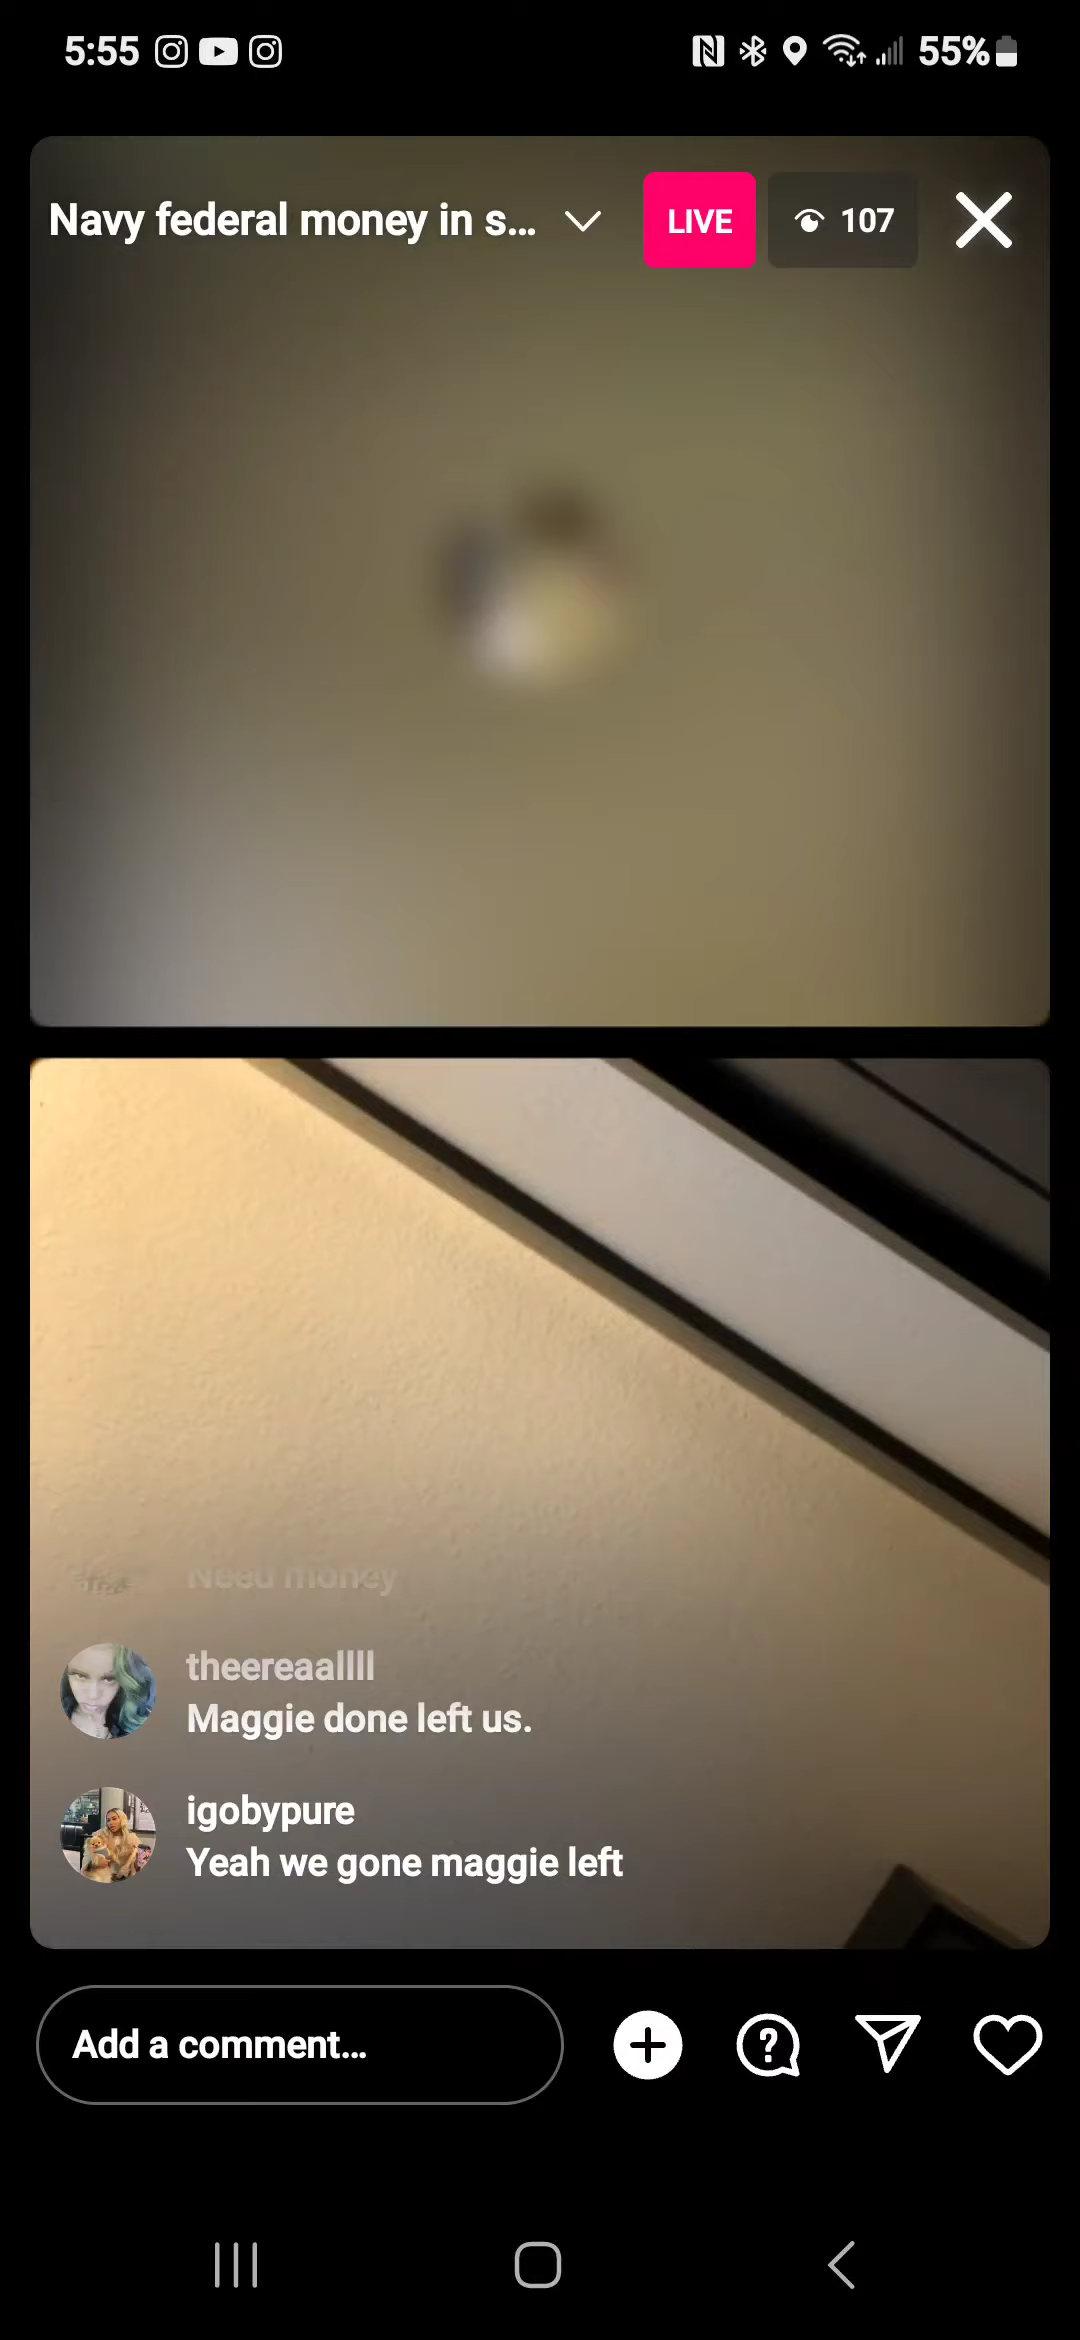 5:55
55%
Navy federal money in s...
LIVE
107
Need money
theereaallll
Maggie done left us.
igobypure
Yeah we gone maggie left
Add a comment...